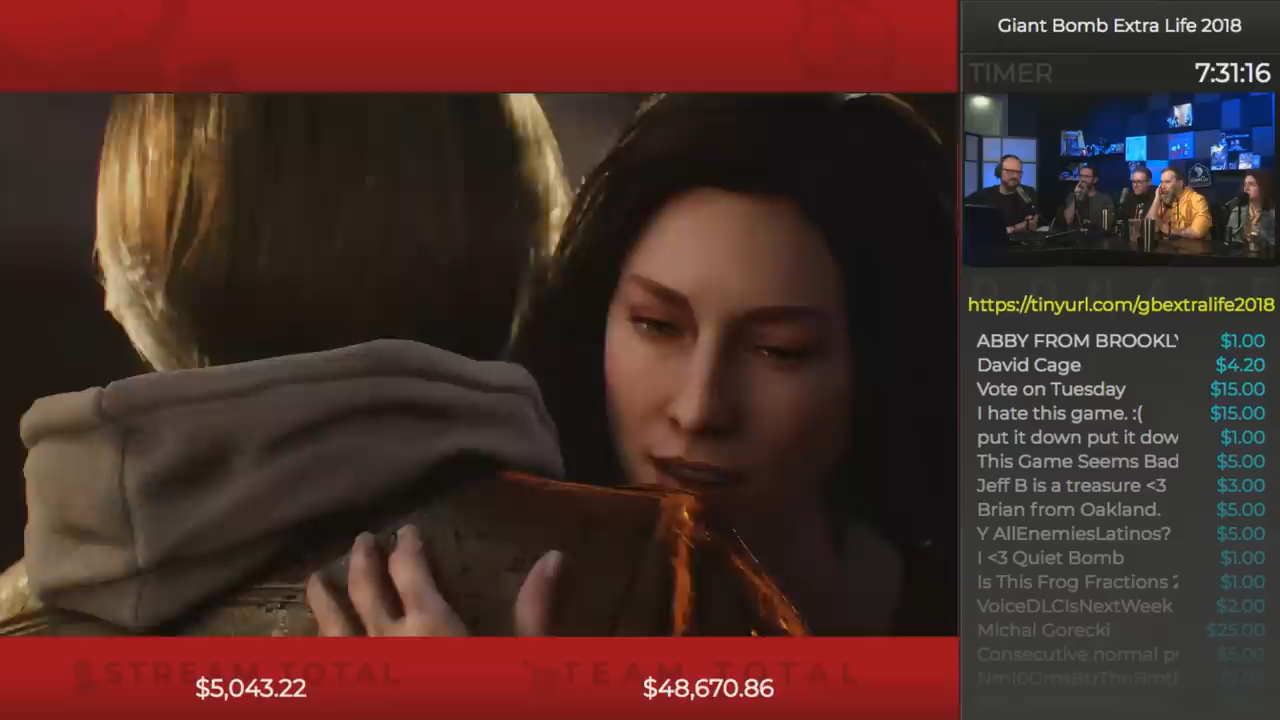 Giant Bomb Extra Life 2018
TIMER 7:31:16
https://tinyurl.com/gbextralife2018
ABBY FROM BROOKLY $1.00
David Cage $4.20
Vote on Tuesday $15.00
I hate this game. :( $15.00
put it down put it dow $1.00
This Game Seems Bad $5.00
Jeff B is a treasure <3 $3.00
Brian from Oakland. $5.00
Y AllEnemiesLatinos? $5.00
I <3 Quiet Bomb $1.00
Is This Frog Fractions $1.00
VoiceDLCIsNextWeek $2.00
Michal Gorecki $25.00
Consecutive normal $5.00
STREAM TOTAL
$5,043.22
TEAM TOTAL
$48,670.86